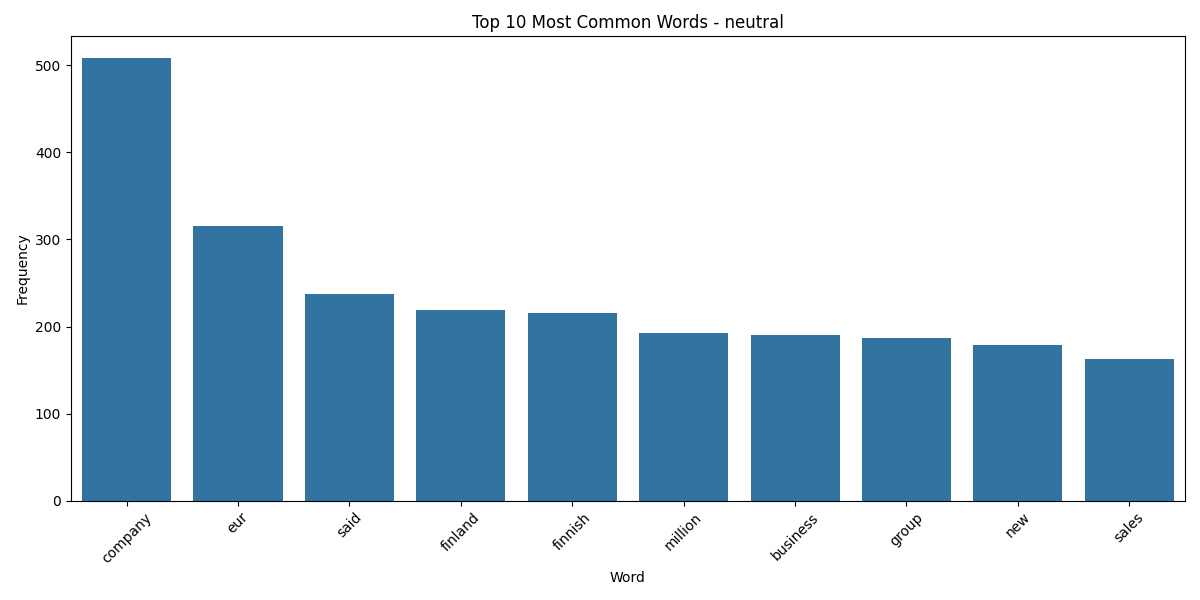 Top 10 Most Common Words - neutral
Frequency
500
400
300
200
100
0
company
eur
said
finland
finnish
million
business
group
new
sales
Word